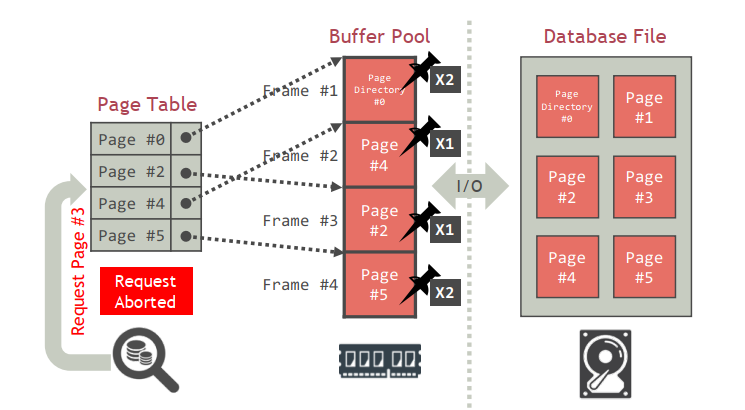 Buffer Pool
Database File
Page Table
Page #0
Page #2
Page #4
Page #5
Request Page #3
Request
Aborted
Frame #1
Frame #2
Frame #3
Frame #4
Page
Directory
#0
X2
Page
#4
X1
Page
#2
X1
Page
#5
X2
I/O
Page
Directory
#0
Page
#1
Page
#2
Page
#3
Page
#4
Page
#5